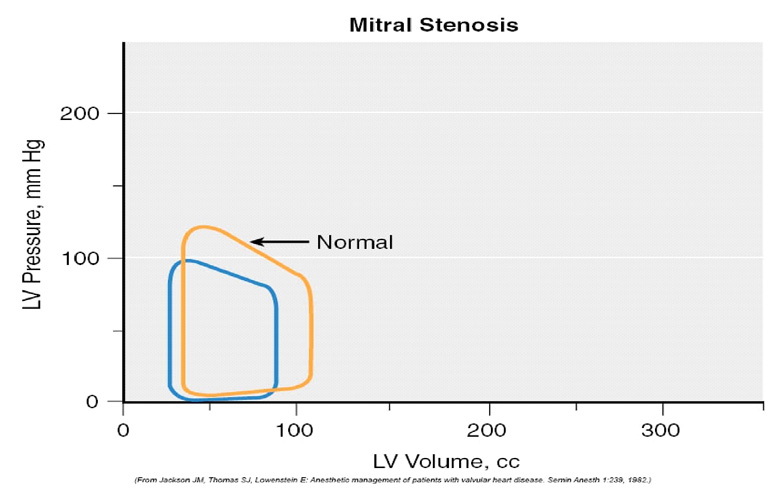 Mitral Stenosis
200
LV Pressure, mm Hg
Normal
100
0
0
100
200
300
LV Volume, cc
(From Jackson JM, Thomas SJ, Lowenstein E: Anesthetic management of patients with valvular heart disease. Semin Anesth 1:239, 1982.)